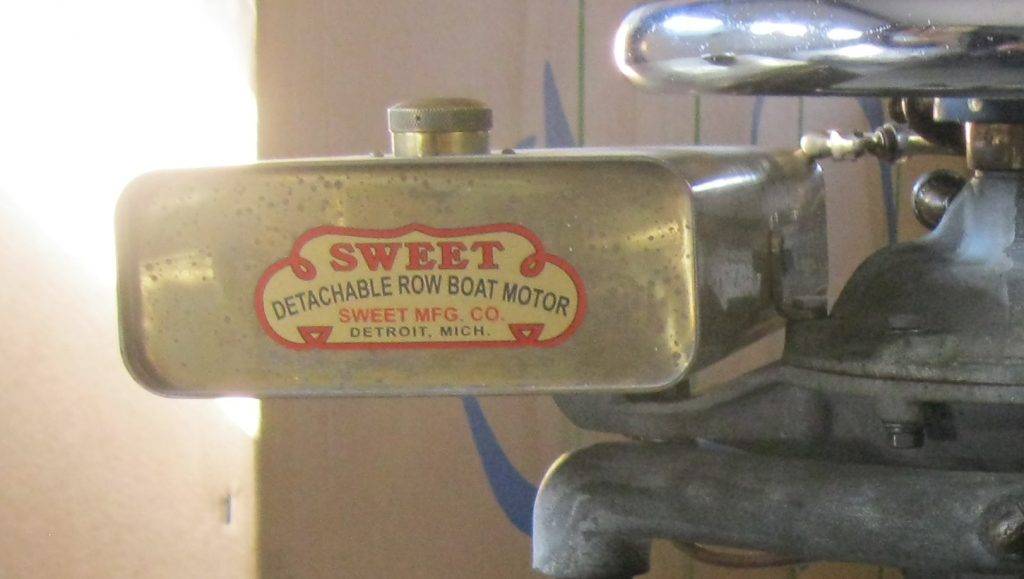 SWEET
DETACHABLE ROW BOAT MOTOR
SWEET MFG. CO.
DETROIT, MICH.